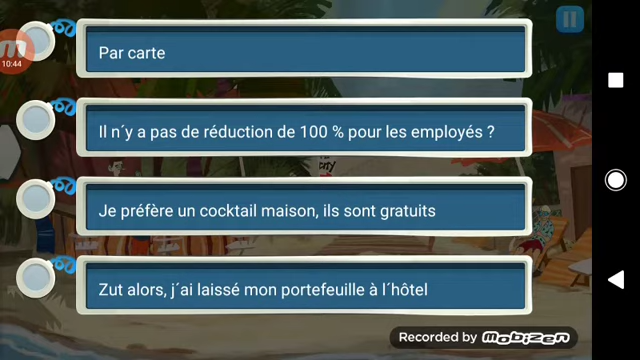 Par carte
10:44
Il n´y a pas de réduction de 100 % pour les employés ?
Je préfère un cocktail maison, ils sont gratuits
Zut alors, j´ai laissé mon portefeuille à l´hôtel
Recorded by mobizen